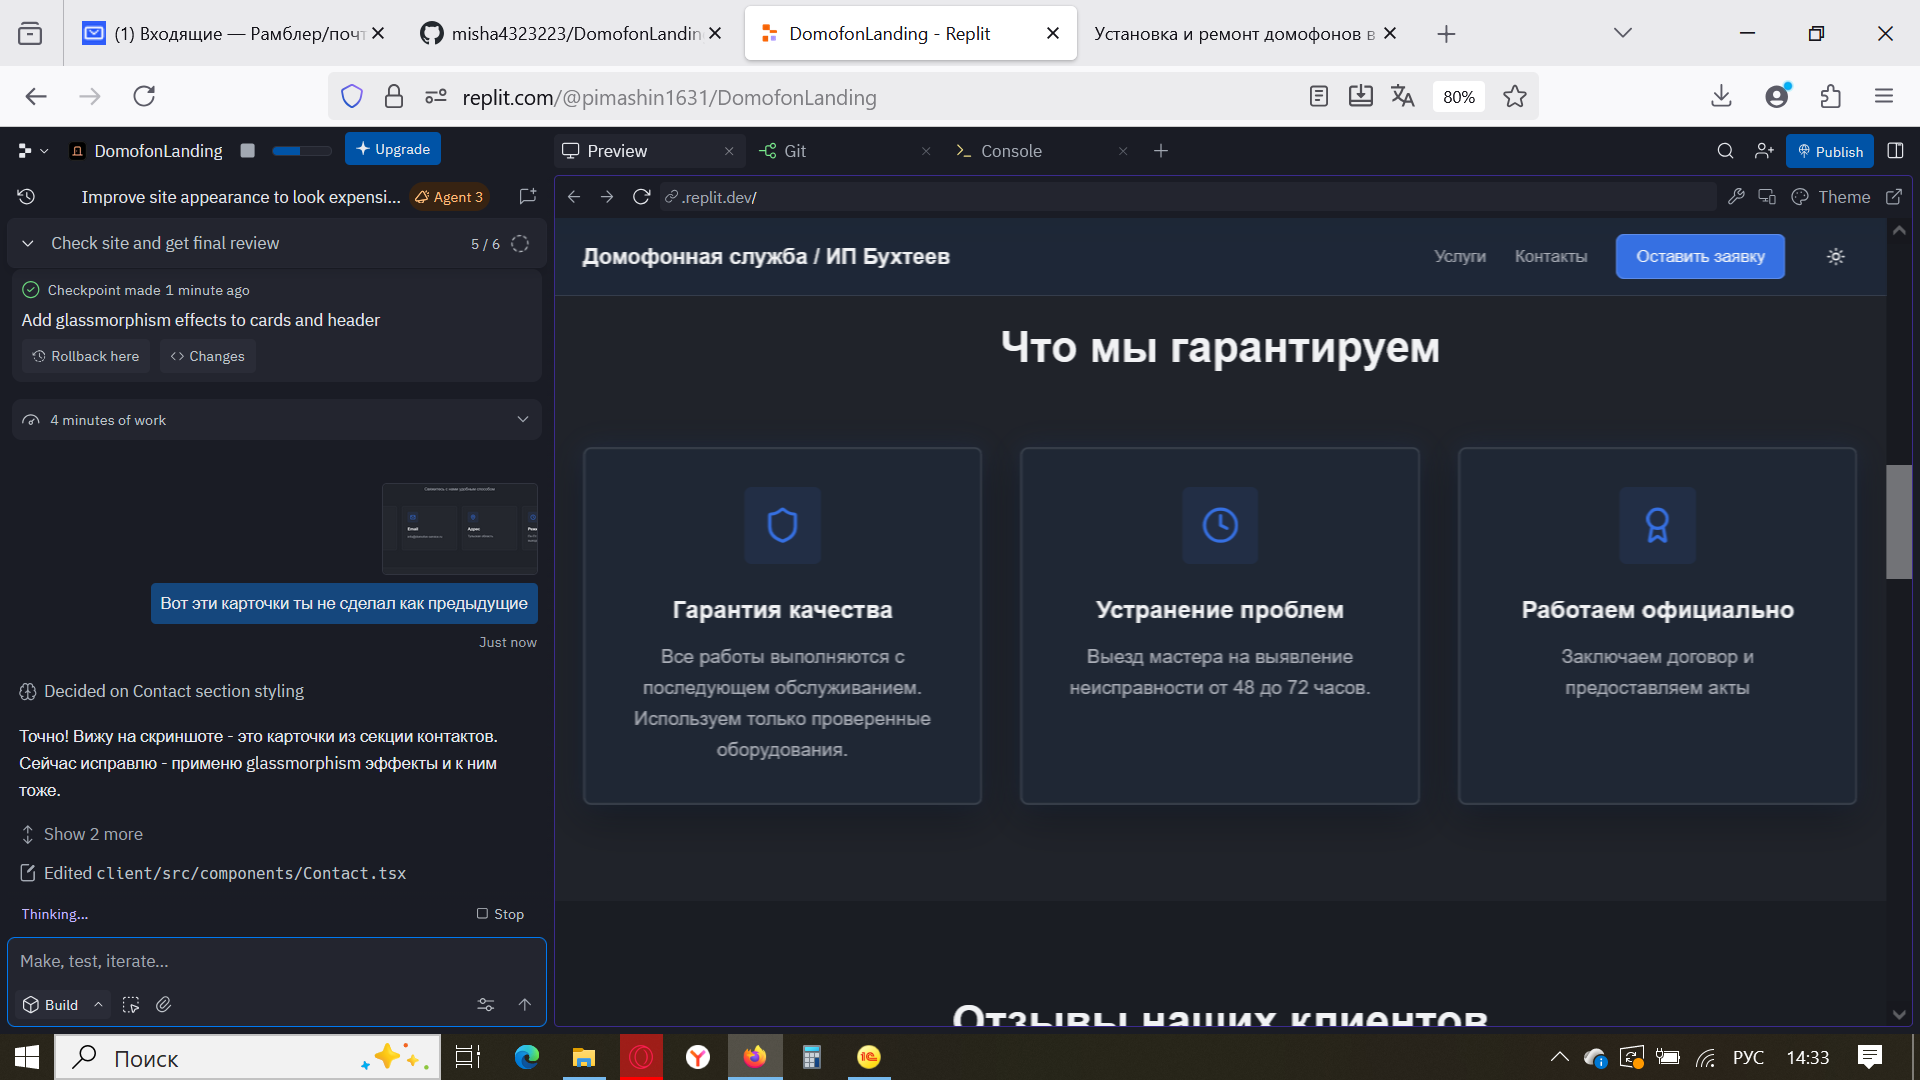 (1) Входящие — Рамблер/почт
misha4323223/DomofonLandin
DomofonLanding - Replit
Установка и ремонт домофонов в
replit.com/@pimashin1631/DomofonLanding
80%
DomofonLanding
Upgrade
Preview
Git
Console
Publish
Improve site appearance to look expensi...
Agent 3
.replit.dev/
Theme
Check site and get final review
5 / 6
Checkpoint made 1 minute ago
Add glassmorphism effects to cards and header
Rollback here
Changes
4 minutes of work
Email
Адрес
Вот эти карточки ты не сделал как предыдущие
Just now
Decided on Contact section styling
Точно! Вижу на скриншоте - это карточки из секции контактов.
Сейчас исправлю - применю glassmorphism эффекты и к ним
тоже.
Show 2 more
Edited client/src/components/Contact.tsx
Thinking...
Stop
Make, test, iterate...
Build
Домофонная служба / ИП Бухтеев
Услуги
Контакты
Оставить заявку
Что мы гарантируем
Гарантия качества
Все работы выполняются с
последующем обслуживанием.
Используем только проверенные
оборудования.
Устранение проблем
Выезд мастера на выявление
неисправности от 48 до 72 часов.
Работаем официально
Заключаем договор и
предоставляем акты
Отзывы наших клиентов
Поиск
РУС
14:33